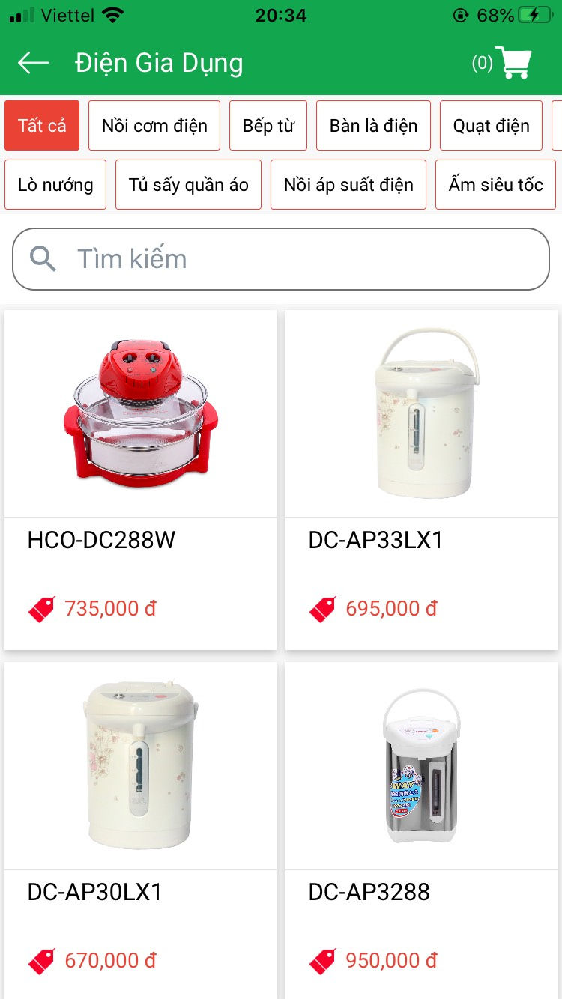 Viettel 20:34 68%
Điện Gia Dụng (0)
Tất cả Nồi cơm điện Bếp từ Bàn là điện Quạt điện
Lò nướng Tủ sấy quần áo Nồi áp suất điện Ấm siêu tốc
Tìm kiếm
HCO-DC288W DC-AP33LX1
735,000 đ 695,000 đ
DC-AP30LX1 DC-AP3288
670,000 đ 950,000 đ